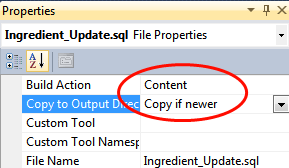 Properties
Ingredient_Update.sql File Properties
Build Action Content
Copy to Output Direc Copy if newer
Custom Tool
Custom Tool Namesp
File Name Ingredient_Update.sql